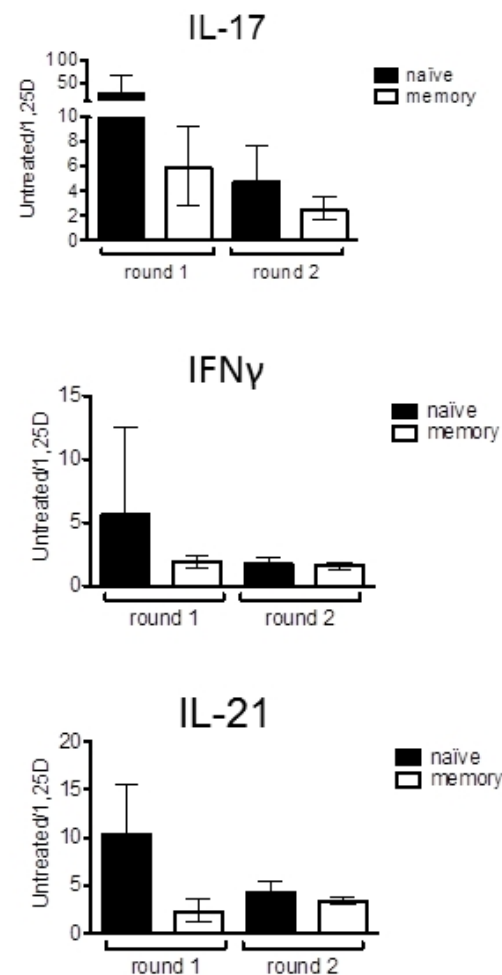 IL-17
Untreated/1,25D
100
50
10
8
6
4
2
0
naïve
memory
round 1
round 2
IFNγ
Untreated/1,25D
15
10
5
0
naïve
memory
round 1
round 2
IL-21
Untreated/1,25D
20
15
10
5
0
naïve
memory
round 1
round 2